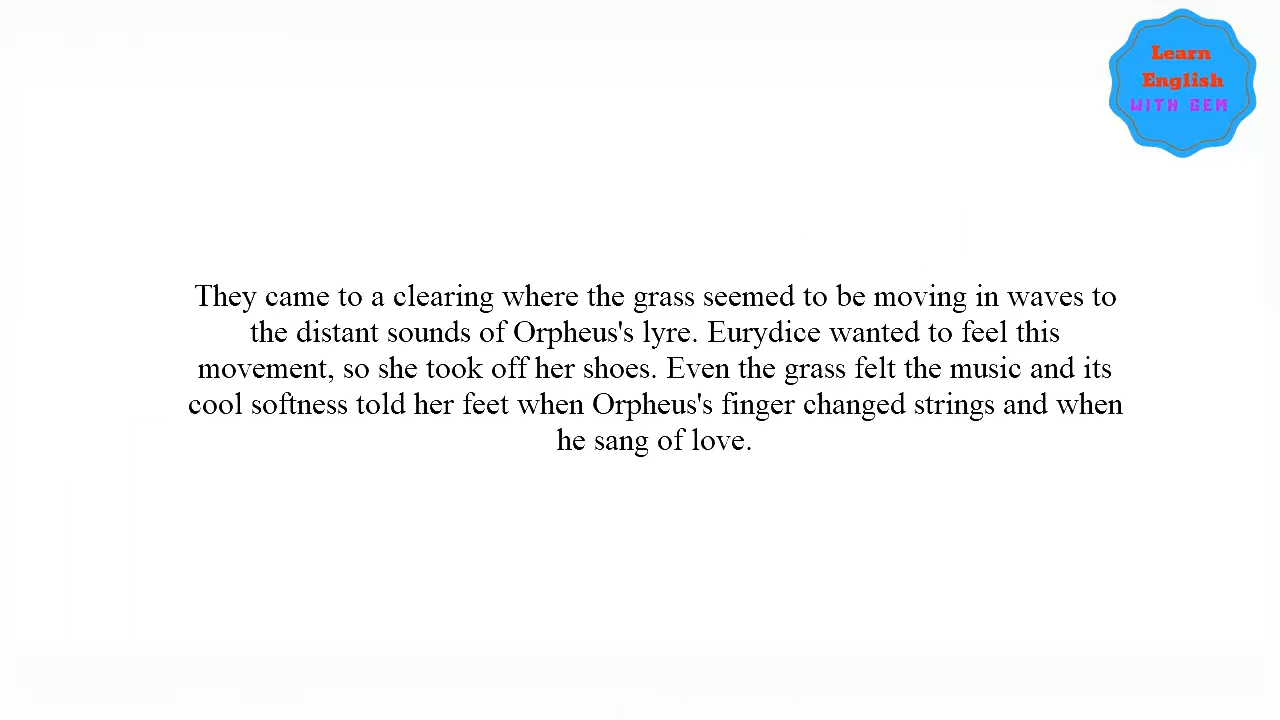 Learn
English
WITH GEM
They came to a clearing where the grass seemed to be moving in waves to
the distant sounds of Orpheus's lyre. Eurydice wanted to feel this
movement, so she took off her shoes. Even the grass felt the music and its
cool softness told her feet when Orpheus's finger changed strings and when
he sang of love.